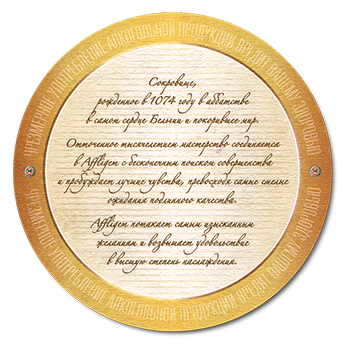 ЧРЕЗМЕРНОЕ УПОТРЕБЛЕНИЕ АЛКОГОЛЬНОЙ ПРОДУКЦИИ ВРЕДИТ ВАШЕМУ ЗДОРОВЬЮ
Сокровище,
рожденное в 1074 году в аббатстве
в самом сердце Бельгии и покорившее мир.
Отточенное тысячелетием мастерство соединяется
в Affligem с бесконечным поиском совершенства
и пробуждает лучшие чувства, превосходя самые смелые
ожидания подлинного качества.
Affligem потакает самым изысканным
желаниям и возвышает удовольствие
в высшую степень наслаждения.
ЧРЕЗМЕРНОЕ УПОТРЕБЛЕНИЕ АЛКОГОЛЬНОЙ ПРОДУКЦИИ ВРЕДИТ ВАШЕМУ ЗДОРОВЬЮ